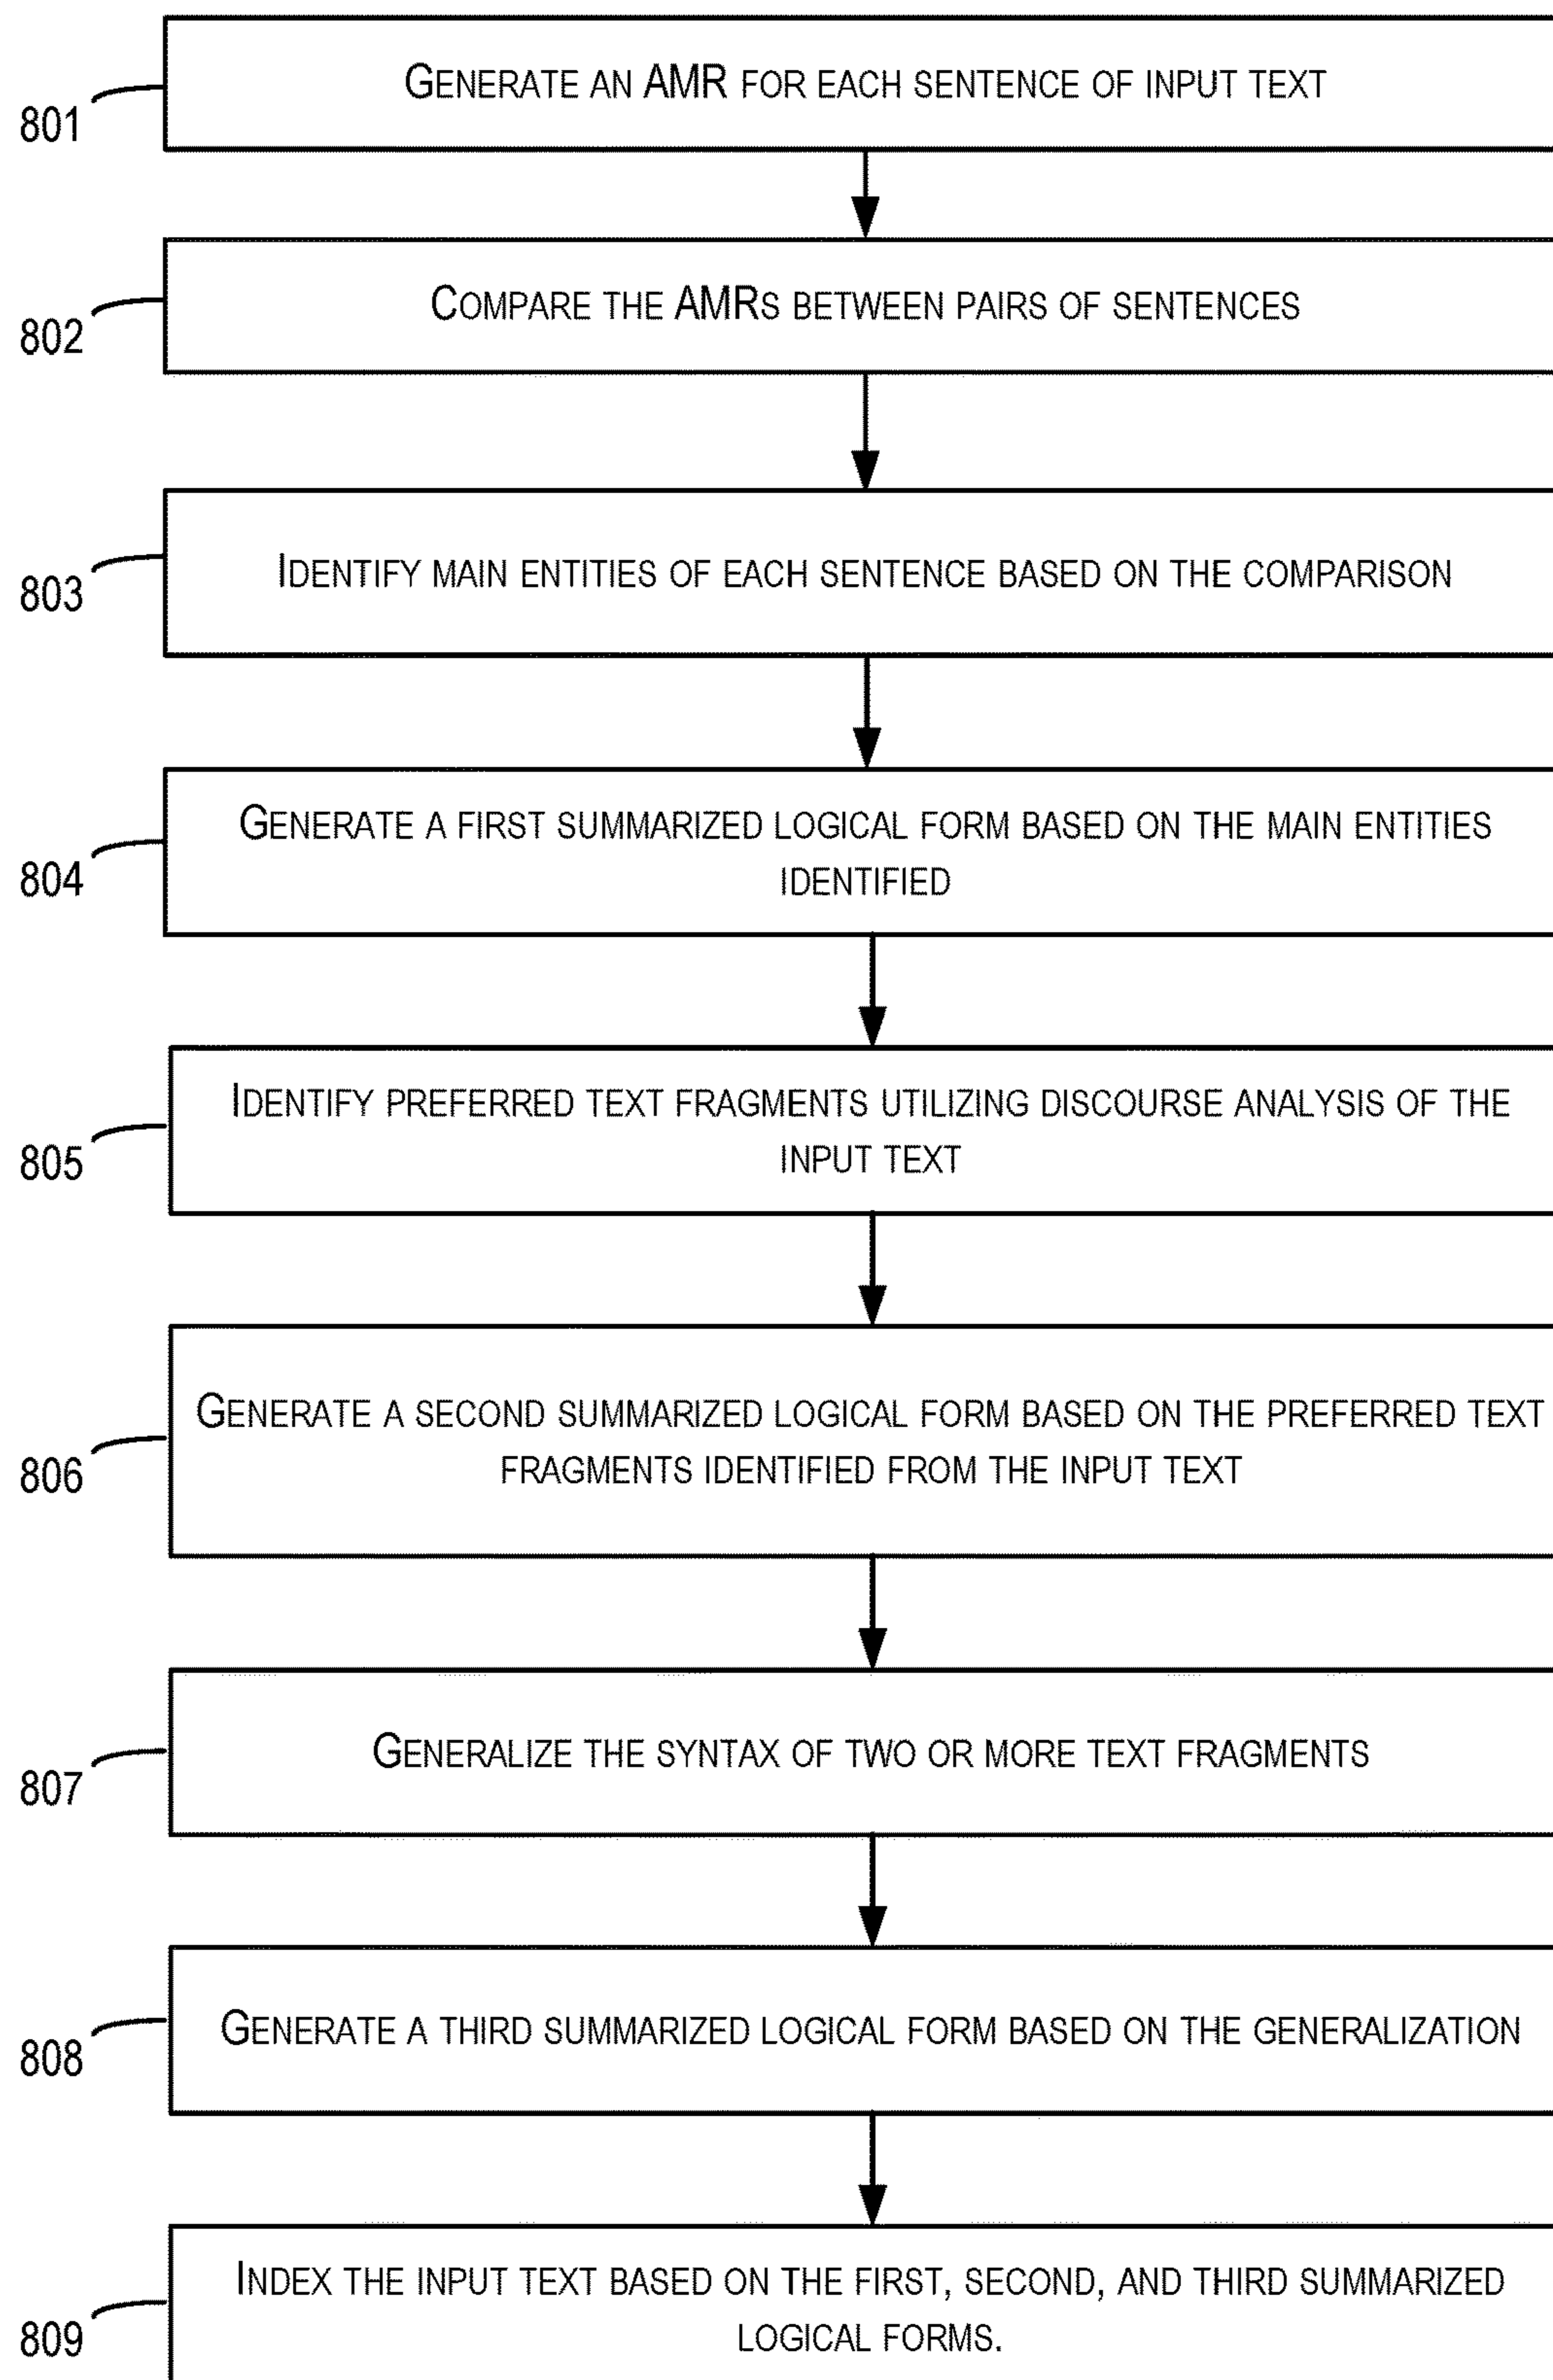 801
GENERATE AN AMR FOR EACH SENTENCE OF INPUT TEXT
802
COMPARE THE AMRS BETWEEN PAIRS OF SENTENCES
803
IDENTIFY MAIN ENTITIES OF EACH SENTENCE BASED ON THE COMPARISON
804
GENERATE A FIRST SUMMARIZED LOGICAL FORM BASED ON THE MAIN ENTITIES
IDENTIFIED
805
IDENTIFY PREFERRED TEXT FRAGMENTS UTILIZING DISCOURSE ANALYSIS OF THE
INPUT TEXT
806
GENERATE A SECOND SUMMARIZED LOGICAL FORM BASED ON THE PREFERRED TEXT
FRAGMENTS IDENTIFIED FROM THE INPUT TEXT
807
GENERALIZE THE SYNTAX OF TWO OR MORE TEXT FRAGMENTS
808
GENERATE A THIRD SUMMARIZED LOGICAL FORM BASED ON THE GENERALIZATION
809
INDEX THE INPUT TEXT BASED ON THE FIRST, SECOND, AND THIRD SUMMARIZED
LOGICAL FORMS.